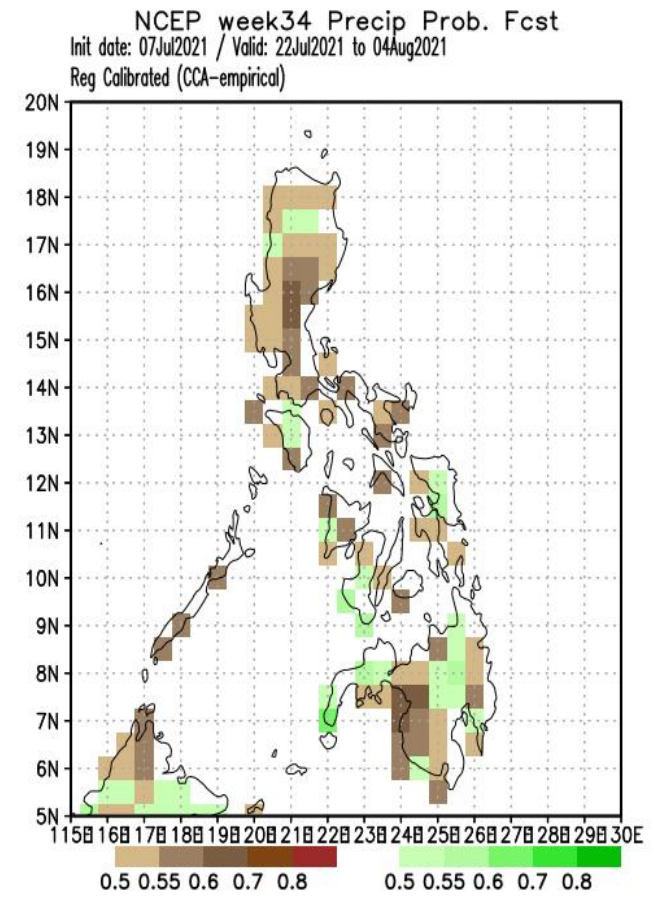 NCEP week34 Precip Prob. Fcst
Init date: 07Jul2021 / Valid: 22Jul2021 to 04Aug2021
Reg Calibrated (CCA-empirical)
20N
19N
18N
17N
16N
15N
14N
13N
12N
11N
10N
9N
8N
7N
6N
5N
115E 116E 117E 118E 119E 120E 121E 122E 123E 124E 125E 126E 127E 128E 129E 130E
0.5 0.55 0.6 0.7 0.8 0.5 0.55 0.6 0.7 0.8